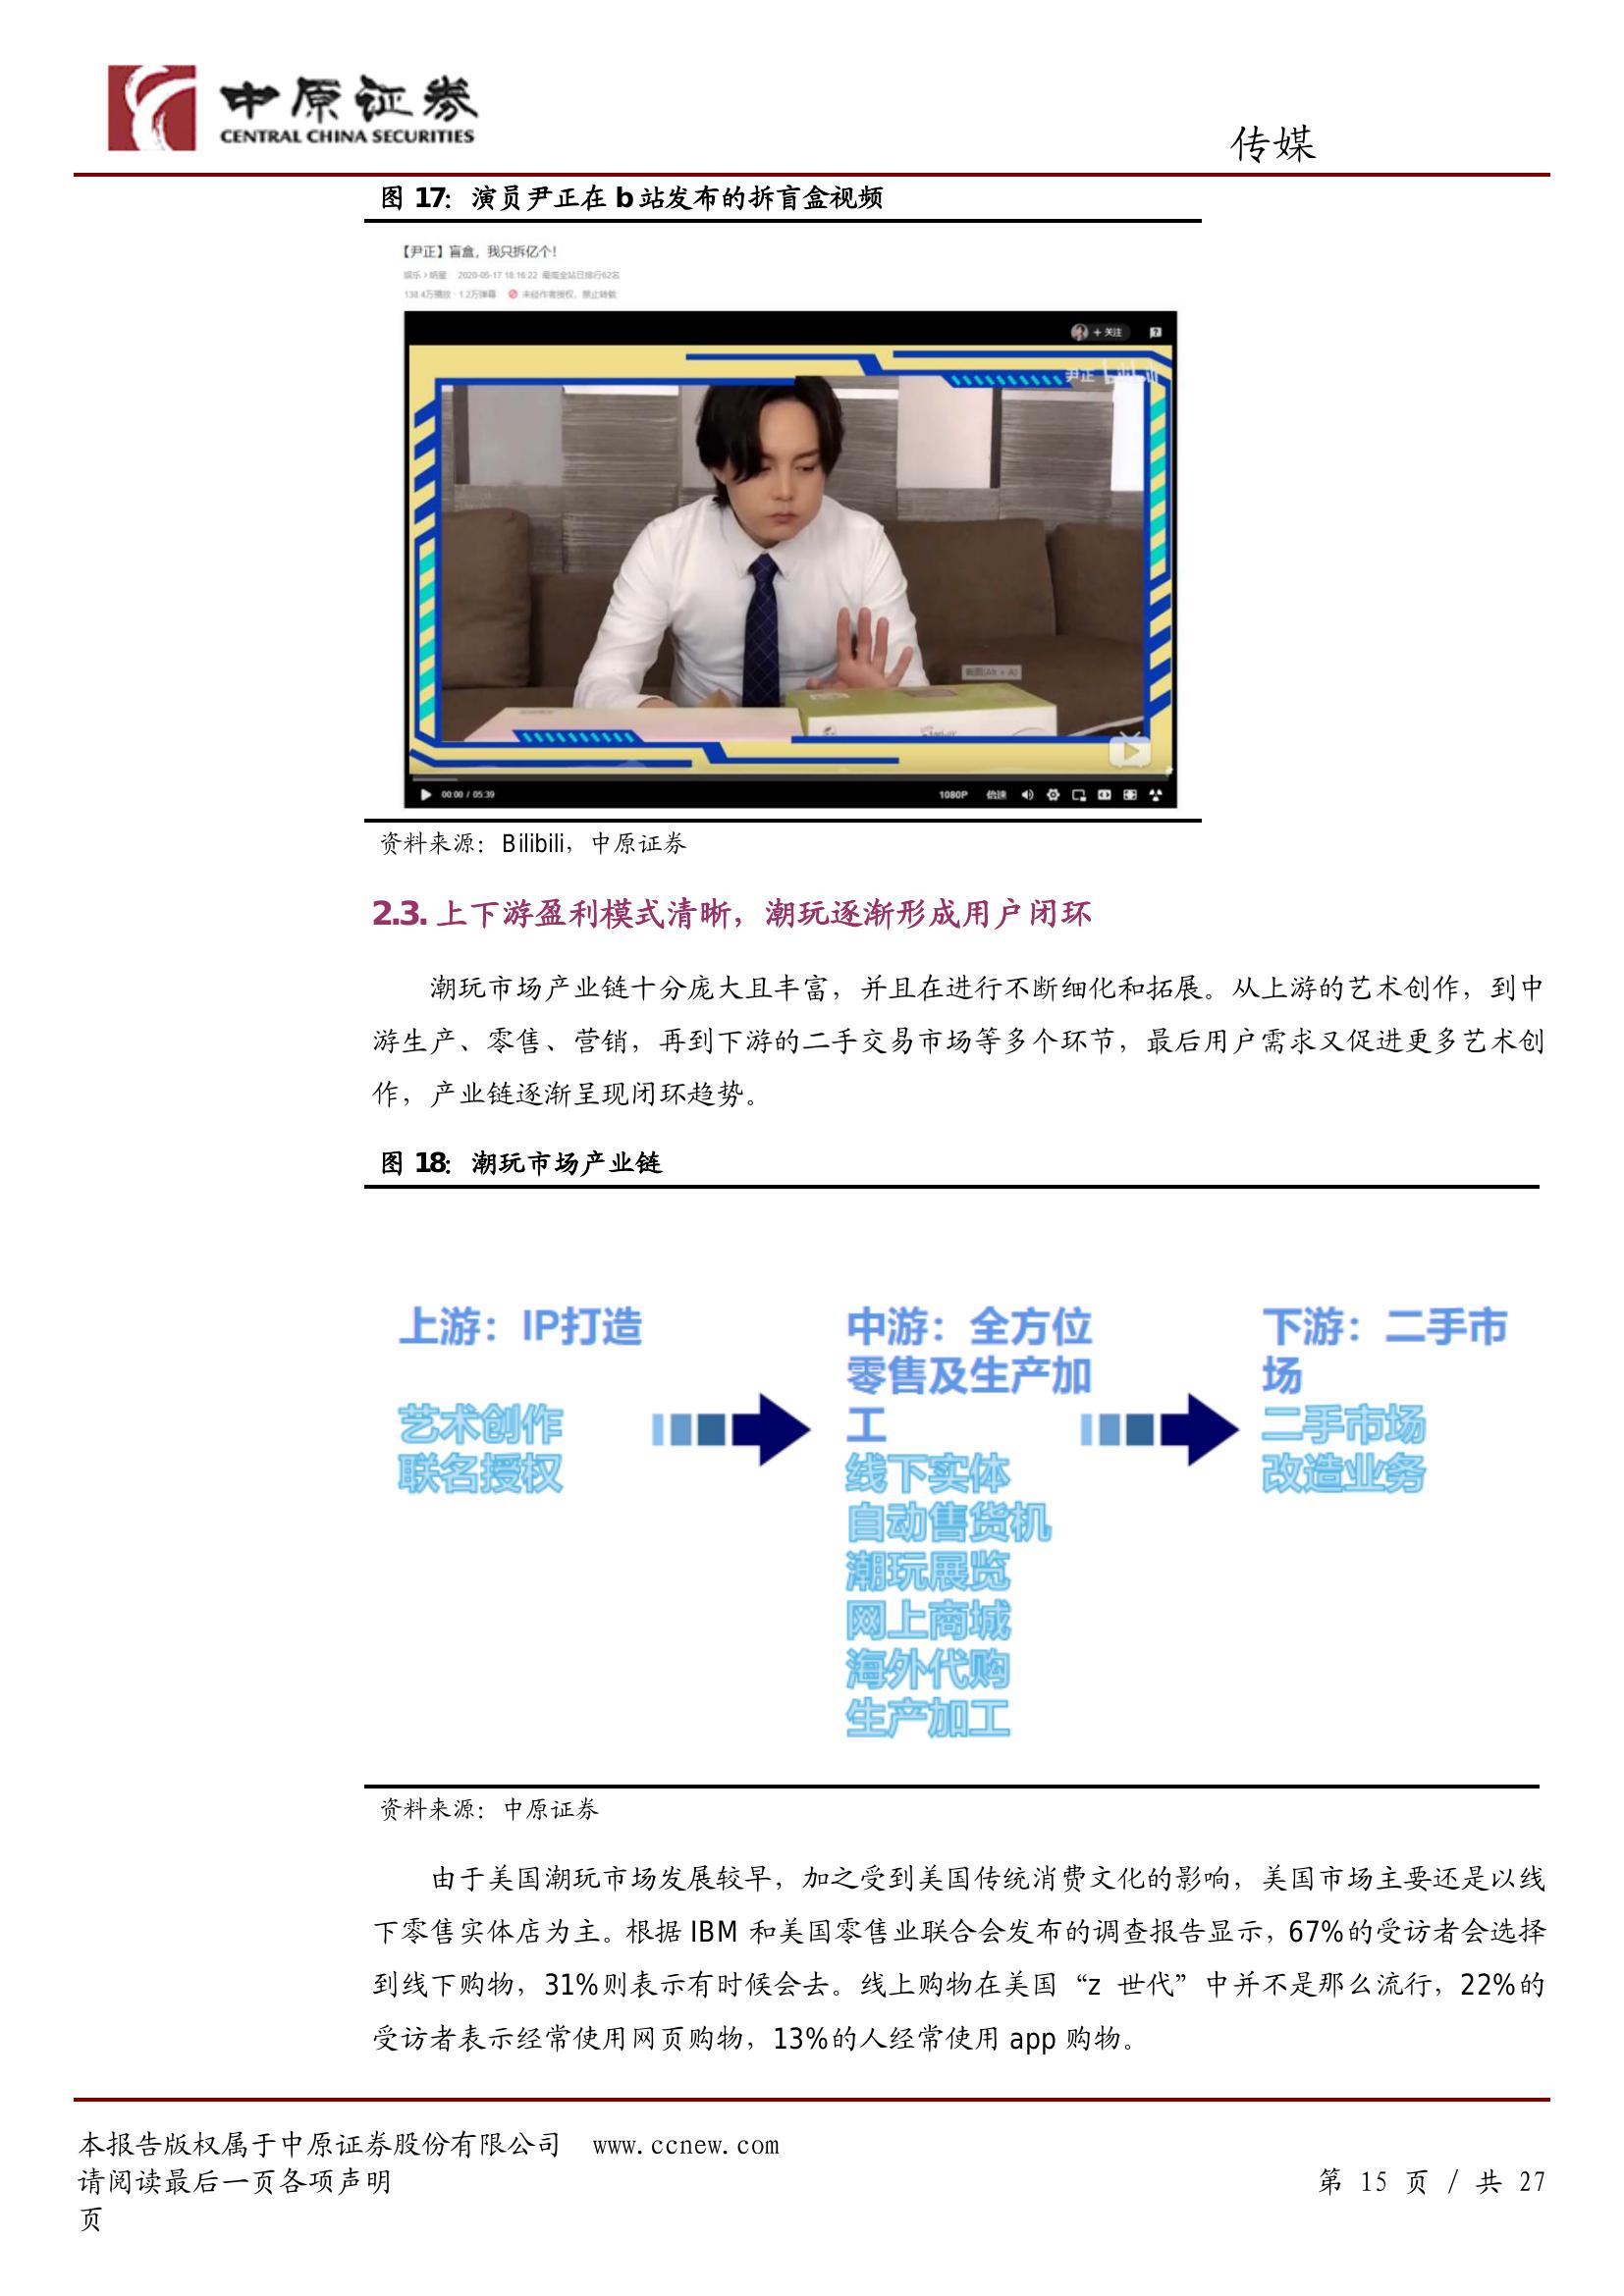 中原证券
CENTRAL CHINA SECURITIES
传媒
图 17：演员尹正在 b 站发布的拆盲盒视频
【尹正】盲盒，我只拆亿个！
娱乐 > 明星 2020-05-17 18:16:22 最高全站日排行62名
138.4万播放 · 1.2万弹幕 未经作者授权，禁止转载
+ 关注
尹正
截图(Alt + A)
00:00 / 05:39
1080P 倍速
资料来源：Bilibili，中原证券
2.3. 上下游盈利模式清晰，潮玩逐渐形成用户闭环
潮玩市场产业链十分庞大且丰富，并且在进行不断细化和拓展。从上游的艺术创作，到中
游生产、零售、营销，再到下游的二手交易市场等多个环节，最后用户需求又促进更多艺术创
作，产业链逐渐呈现闭环趋势。
图 18：潮玩市场产业链
上游：IP打造
艺术创作
联名授权
中游：全方位
零售及生产加
工
线下实体
自动售货机
潮玩展览
网上商城
海外代购
生产加工
下游：二手市
场
二手市场
改造业务
资料来源：中原证券
由于美国潮玩市场发展较早，加之受到美国传统消费文化的影响，美国市场主要还是以线
下零售实体店为主。根据 IBM 和美国零售业联合会发布的调查报告显示，67%的受访者会选择
到线下购物，31%则表示有时候会去。线上购物在美国“z 世代”中并不是那么流行，22%的
受访者表示经常使用网页购物，13%的人经常使用 app 购物。
本报告版权属于中原证券股份有限公司 www.ccnew.com
请阅读最后一页各项声明 第 15 页 / 共 27
页